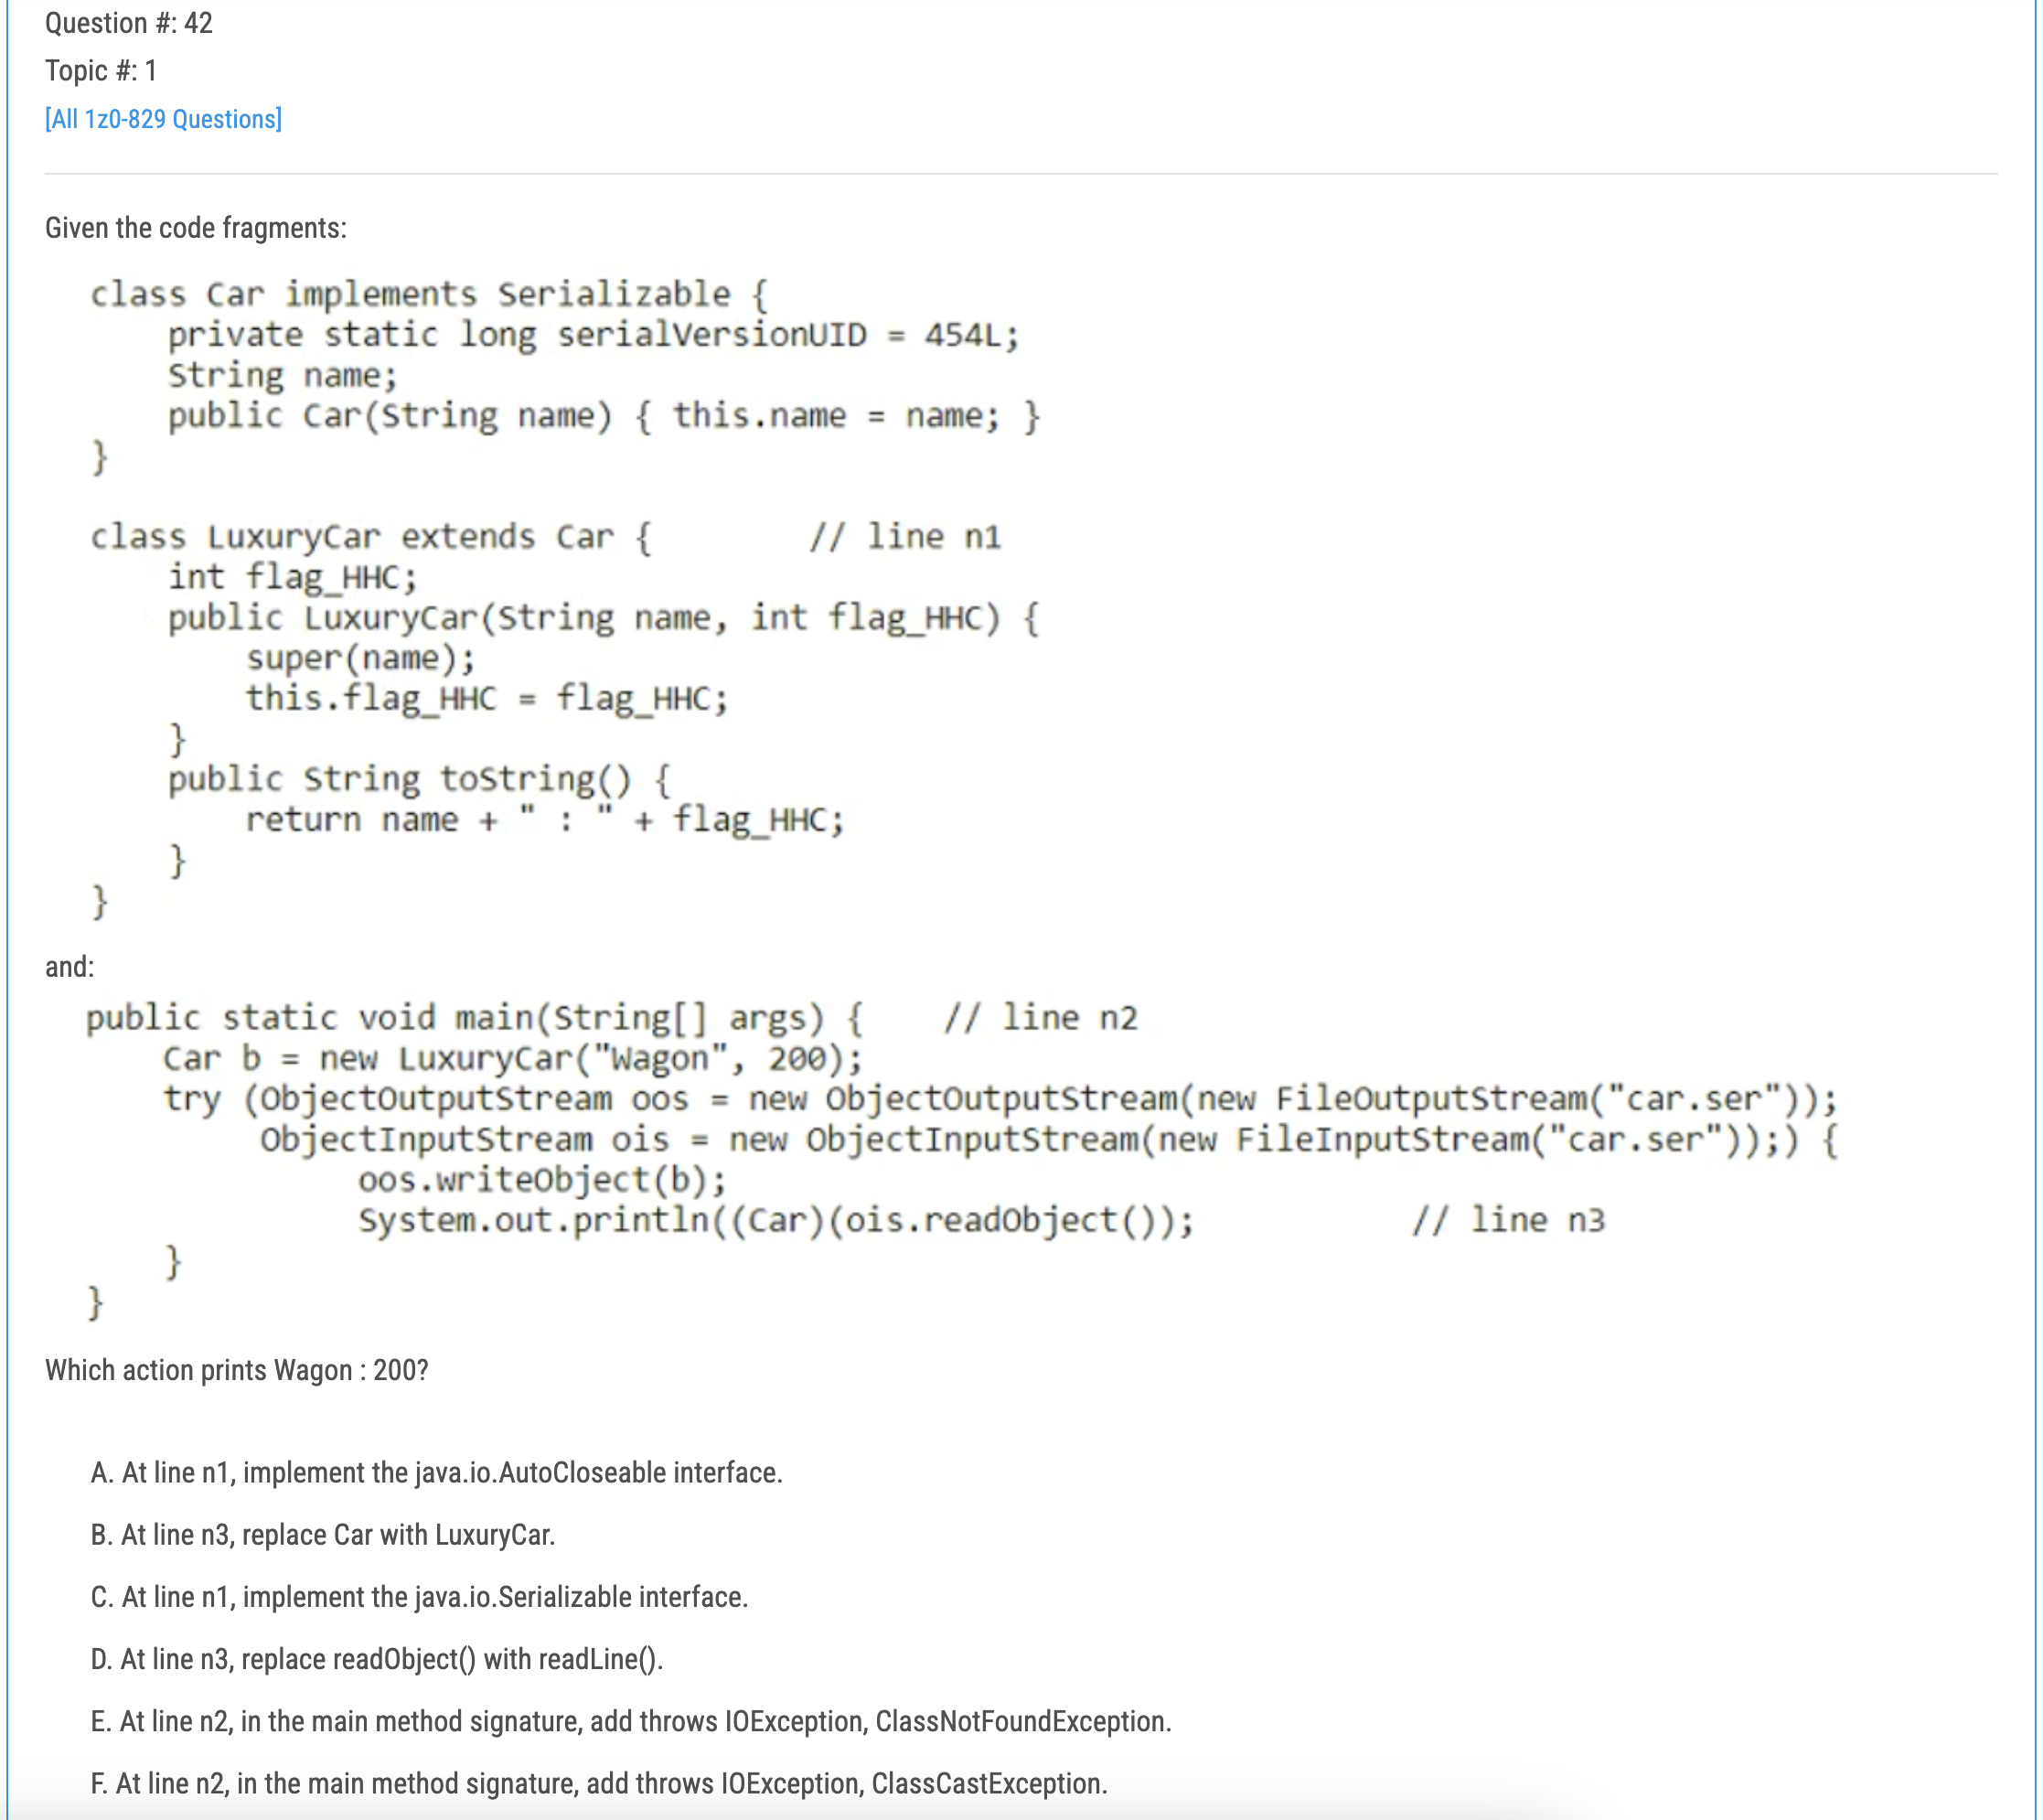 Question #: 42
Topic #: 1
[All 1z0-829 Questions]
Given the code fragments:
class Car implements Serializable {
private static long serialVersionUID = 454L;
String name;
public Car(String name) { this.name = name; }
}
class LuxuryCar extends Car { // line n1
int flag_HHC;
public LuxuryCar(String name, int flag_HHC) {
super(name);
this.flag_HHC = flag_HHC;
}
public String toString() {
return name + " : " + flag_HHC;
}
}
and:
public static void main(String[] args) { // line n2
Car b = new LuxuryCar("Wagon", 200);
try (ObjectOutputStream oos = new ObjectOutputStream(new FileOutputStream("car.ser"));
ObjectInputStream ois = new ObjectInputStream(new FileInputStream("car.ser"));) {
oos.writeObject(b);
System.out.println((Car)(ois.readObject()); // line n3
}
}
Which action prints Wagon : 200?
A. At line n1, implement the java.io.AutoCloseable interface.
B. At line n3, replace Car with LuxuryCar.
C. At line n1, implement the java.io.Serializable interface.
D. At line n3, replace readObject() with readLine().
E. At line n2, in the main method signature, add throws IOException, ClassNotFoundException.
F. At line n2, in the main method signature, add throws IOException, ClassCastException.